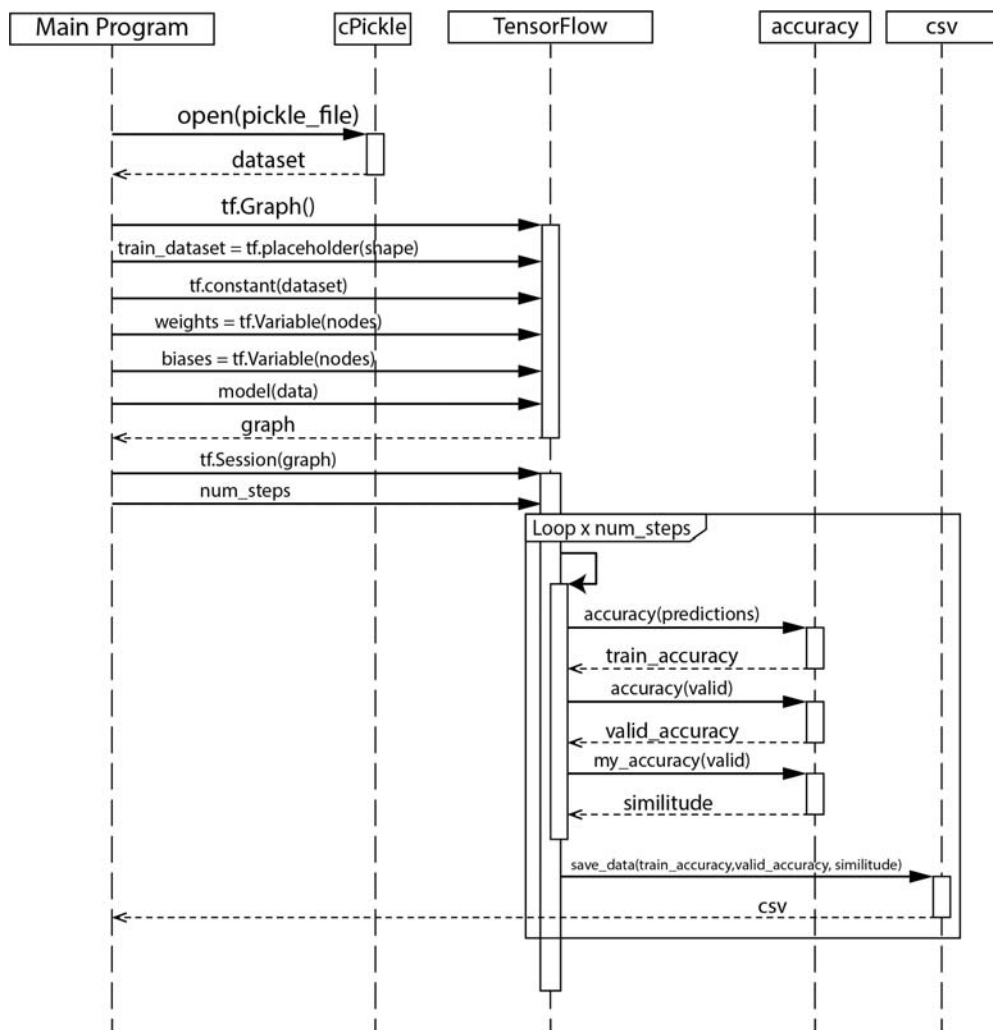 Main Program
cPickle
TensorFlow
accuracy
csv
open(pickle_file)
dataset
tf.Graph()
train_dataset = tf.placeholder(shape)
tf.constant(dataset)
weights = tf.Variable(nodes)
biases = tf.Variable(nodes)
model(data)
graph
tf.Session(graph)
num_steps
Loop x num_steps
accuracy(predictions)
train_accuracy
accuracy(valid)
valid_accuracy
my_accuracy(valid)
similitude
save_data(train_accuracy,valid_accuracy, similitude)
csv